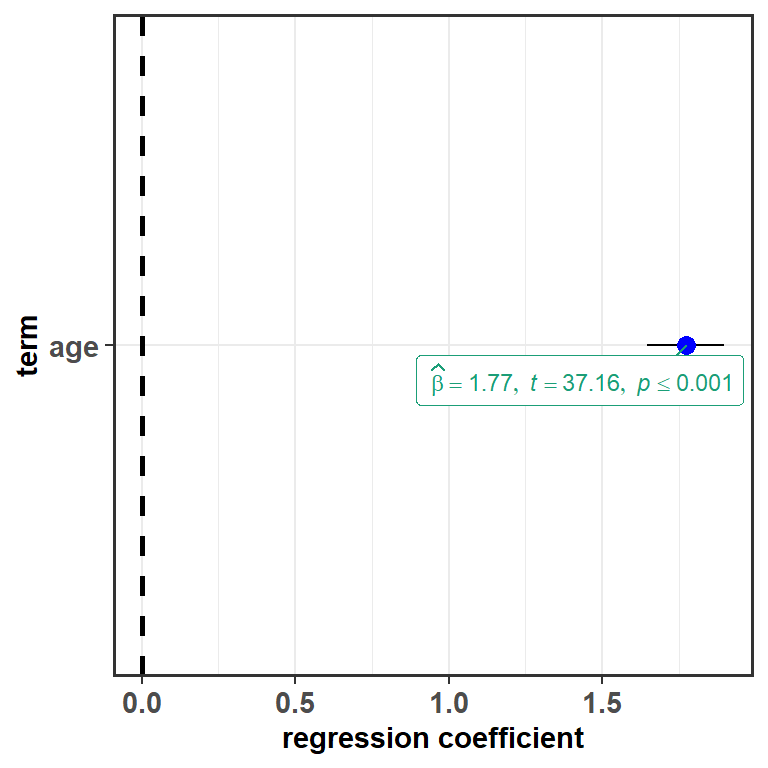 term
age
β̂ = 1.77, t = 37.16, p ≤ 0.001
0.0 0.5 1.0 1.5
regression coefficient